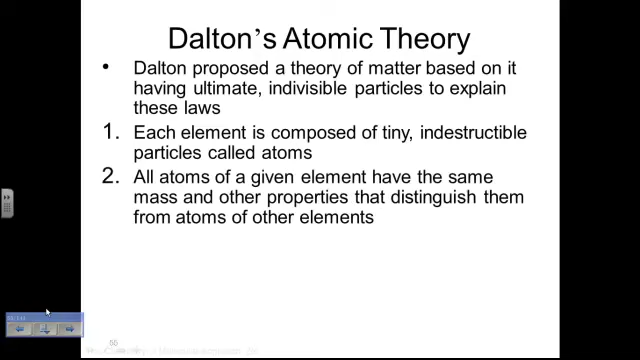 Dalton's Atomic Theory
• Dalton proposed a theory of matter based on it
having ultimate, indivisible particles to explain
these laws
1. Each element is composed of tiny, indestructible
particles called atoms
2. All atoms of a given element have the same
mass and other properties that distinguish them
from atoms of other elements